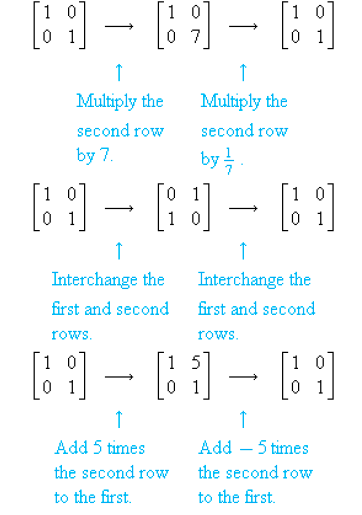 [1 0] → [1 0] → [1 0]
[0 1] [0 7] [0 1]
↑ ↑
Multiply the Multiply the
second row second row
by 7. by 1/7 .
[1 0] → [0 1] → [1 0]
[0 1] [1 0] [0 1]
↑ ↑
Interchange the Interchange the
first and second first and second
rows. rows.
[1 0] → [1 5] → [1 0]
[0 1] [0 1] [0 1]
↑ ↑
Add 5 times Add − 5 times
the second row the second row
to the first. to the first.